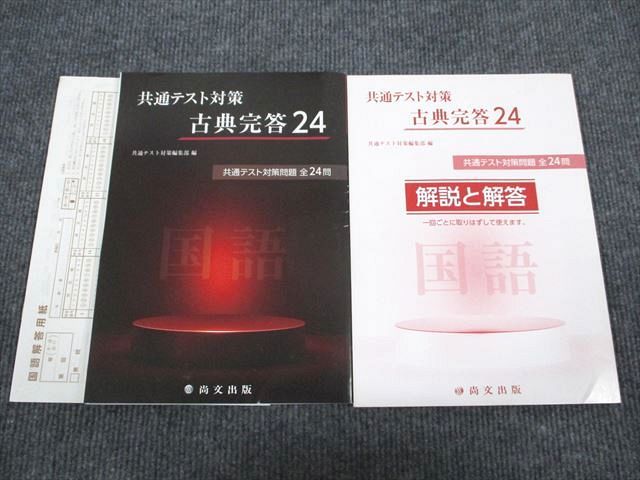 共通テスト対策
古典完答24
共通テスト対策編集部 編
共通テスト対策問題 全24問
国語
尚文出版
共通テスト対策
古典完答24
共通テスト対策編集部 編
共通テスト対策問題 全24問
解説と解答
一回ごとに取りはずして使えます。
国語
尚文出版
国語解答用紙